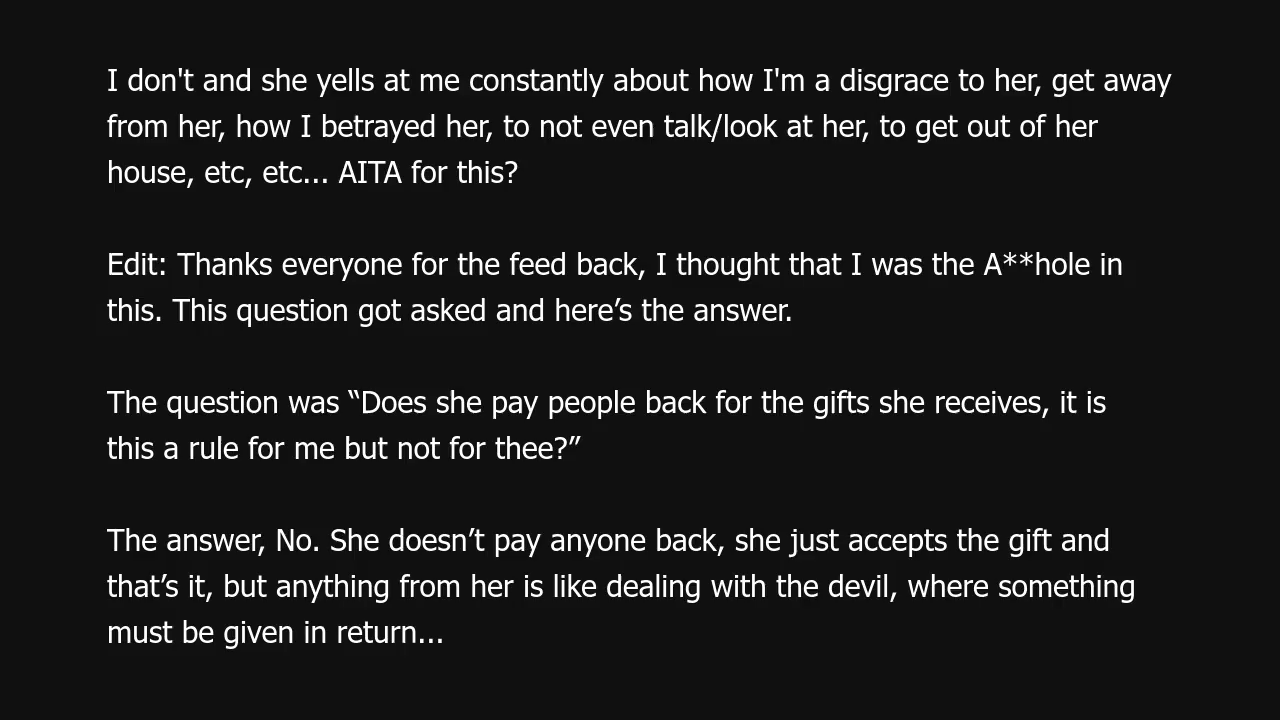 I don't and she yells at me constantly about how I'm a disgrace to her, get away
from her, how I betrayed her, to not even talk/look at her, to get out of her
house, etc, etc... AITA for this?
Edit: Thanks everyone for the feed back, I thought that I was the A**hole in
this. This question got asked and here’s the answer.
The question was “Does she pay people back for the gifts she receives, it is
this a rule for me but not for thee?”
The answer, No. She doesn’t pay anyone back, she just accepts the gift and
that’s it, but anything from her is like dealing with the devil, where something
must be given in return...